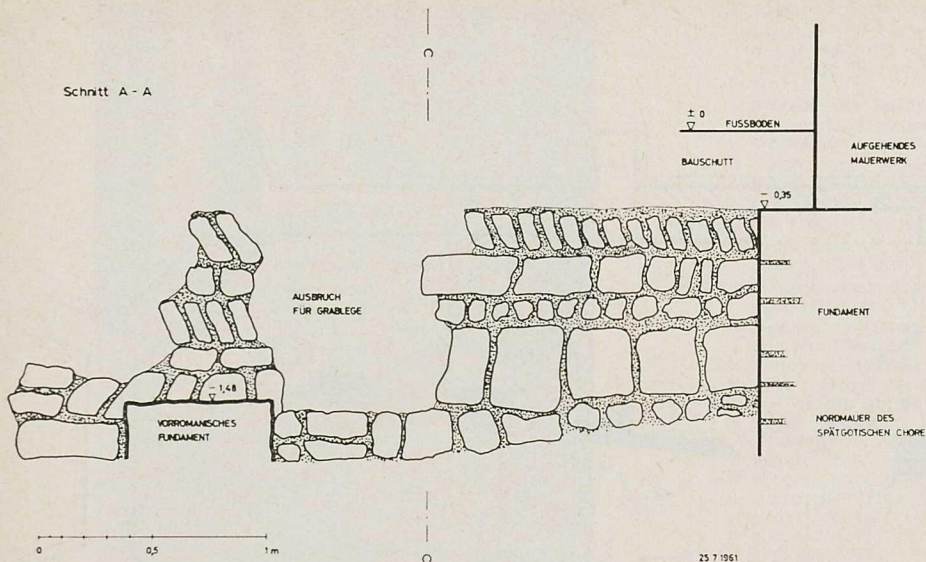 C
Schnitt A - A
± 0
FUSSBODEN
BAUSCHUTT
AUFGEHENDES
MAUERWERK
- 0,35
AUSBRUCH
FÜR GRABLEGE
FUNDAMENT
- 1,48
VORROMANISCHES
FUNDAMENT
NORDMAUER DES
SPÄTGOTISCHEN CHORE
0
0,5
1 m
C
25 7 1961